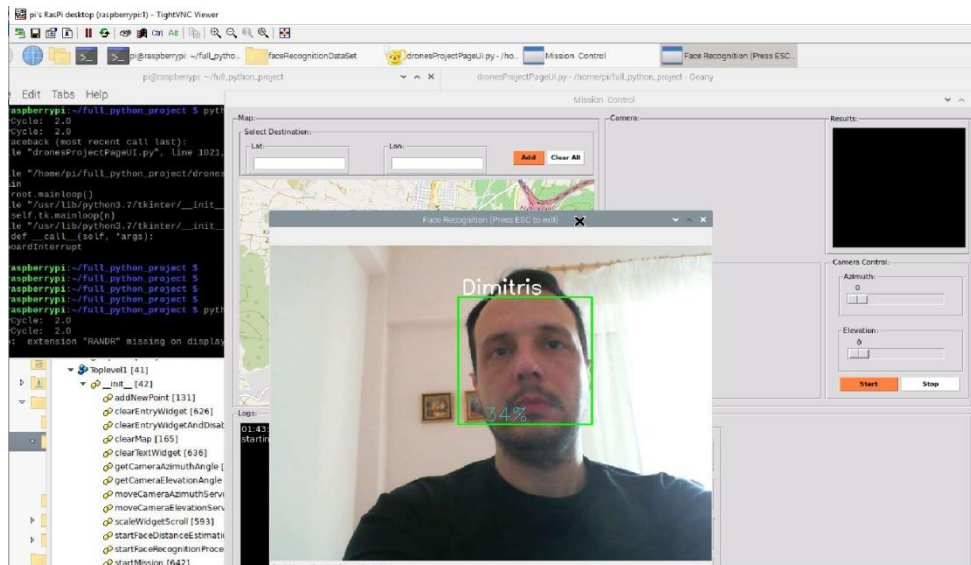 pi's RasPi desktop (raspberrypi:1) - TightVNC Viewer
Ctrl Alt
pi@raspberrypi: ~/full_pytho...
faceRecognitionDataSet
dronesProjectPageUI.py - /ho...
Mission Control
Face Recognition (Press ESC...
pi@raspberrypi: ~/full_python_project
dronesProjectPageUI.py - /home/pi/full_python_project - Geany
Edit Tabs Help
Mission Control
raspberrypi:~/full_python_project $ pyth
Cycle: 2.0
Cycle: 2.0
raceback (most recent call last):
le "dronesProjectPageUI.py", line 1021,
le "/home/pi/full_python_project/drones
in
root.mainloop()
le "/usr/lib/python3.7/tkinter/__init__
self.tk.mainloop(n)
le "/usr/lib/python3.7/tkinter/__init__
def __call__(self, *args):
oardInterrupt
raspberrypi:~/full_python_project $
raspberrypi:~/full_python_project $
raspberrypi:~/full_python_project $
raspberrypi:~/full_python_project $ pyth
Cycle: 2.0
Cycle: 2.0
: extension "RANDR" missing on display
Map:
Select Destination:
Lat:
Lon:
Add
Clear All
Camera:
Results:
Face Recognition (Press ESC to exit)
Dimitris
34%
Camera Control:
Azimuth:
0
Elevation:
0
Start
Stop
Toplevel1 [41]
__init__ [42]
addNewPoint [131]
clearEntryWidget [626]
clearEntryWidgetAndDisab
clearMap [165]
clearTextWidget [636]
getCameraAzimuthAngle [
getCameraElevationAngle
moveCameraAzimuthServ
moveCameraElevationServ
scaleWidgetScroll [593]
startFaceDistanceEstimati
startFaceRecognitionProce
startMission [642]
Logs:
01:43:
startin